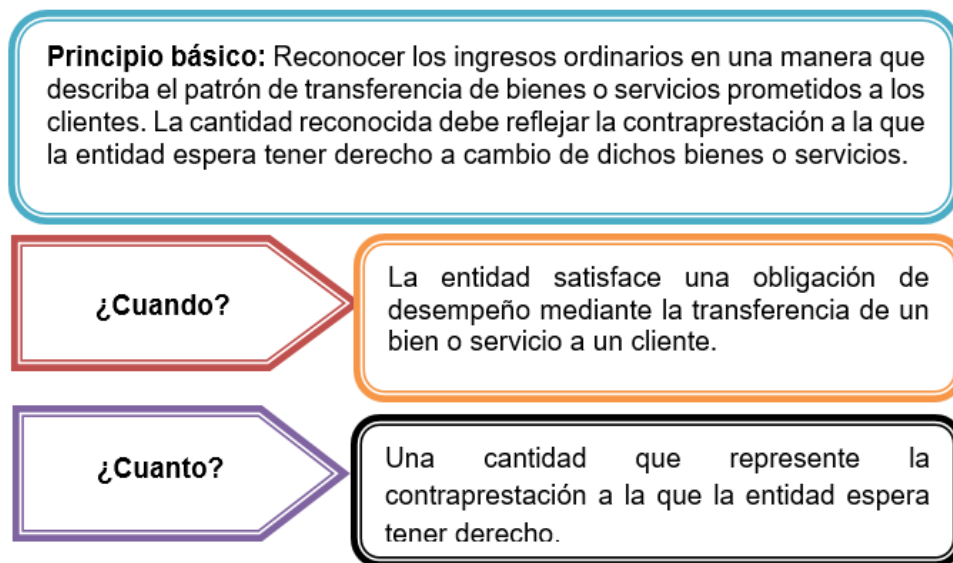 Principio básico: Reconocer los ingresos ordinarios en una manera que
describa el patrón de transferencia de bienes o servicios prometidos a los
clientes. La cantidad reconocida debe reflejar la contraprestación a la que
la entidad espera tener derecho a cambio de dichos bienes o servicios.
¿Cuando?
La entidad satisface una obligación de
desempeño mediante la transferencia de un
bien o servicio a un cliente.
¿Cuanto?
Una cantidad que represente la
contraprestación a la que la entidad espera
tener derecho.